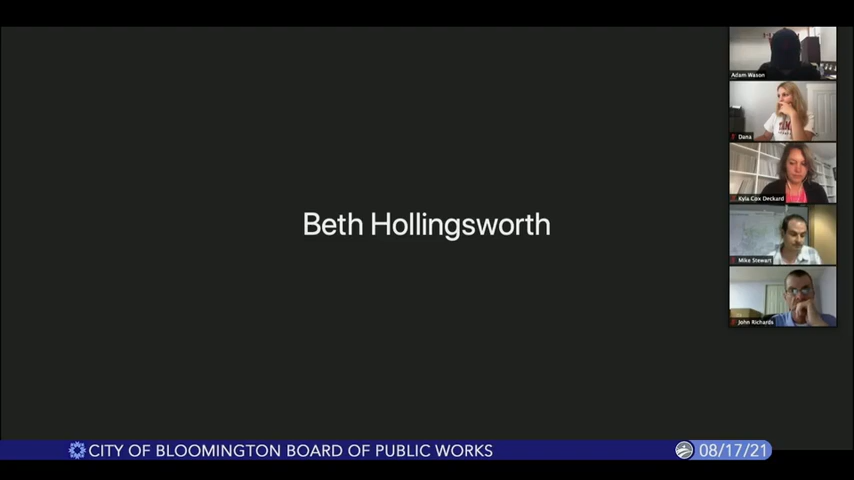 Adam Wason
Dana
Kyla Cox Deckard
Beth Hollingsworth
Mike Stewart
John Richards
CITY OF BLOOMINGTON BOARD OF PUBLIC WORKS
08/17/21